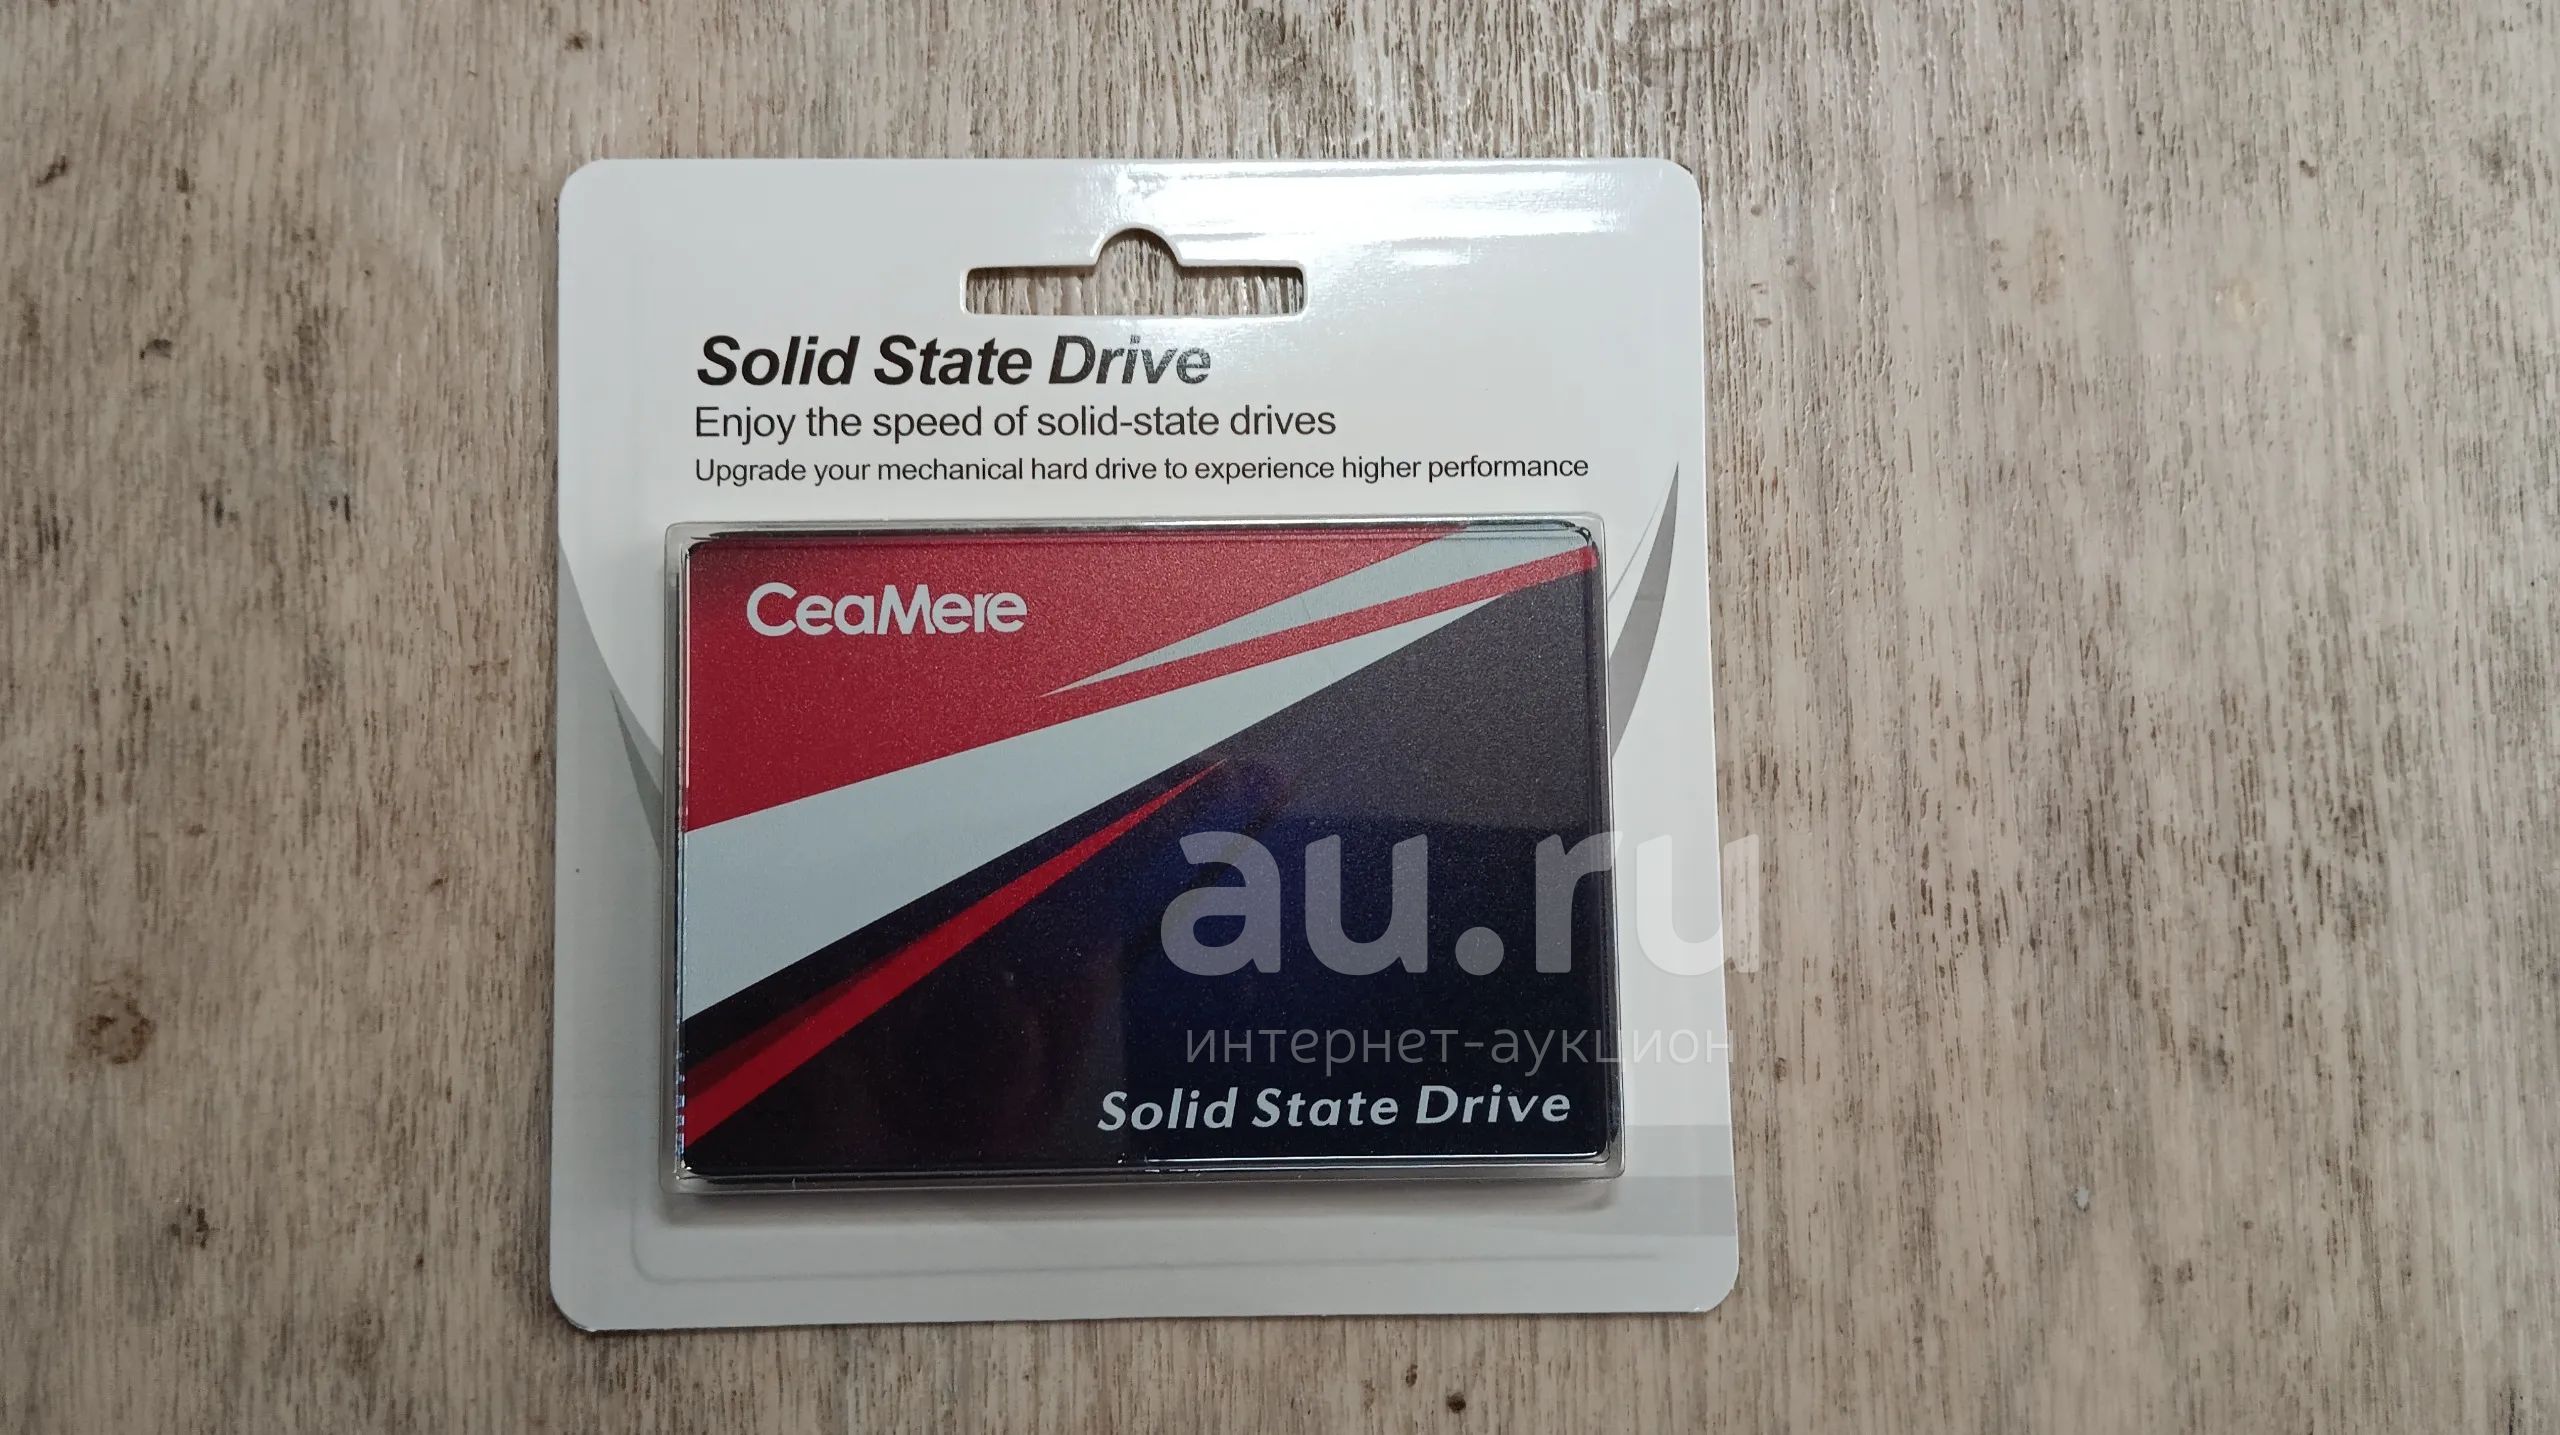 Solid State Drive
Enjoy the speed of solid-state drives
Upgrade your mechanical hard drive to experience higher performance
CeaMere
au.ru
интернет-аукцион
Solid State Drive